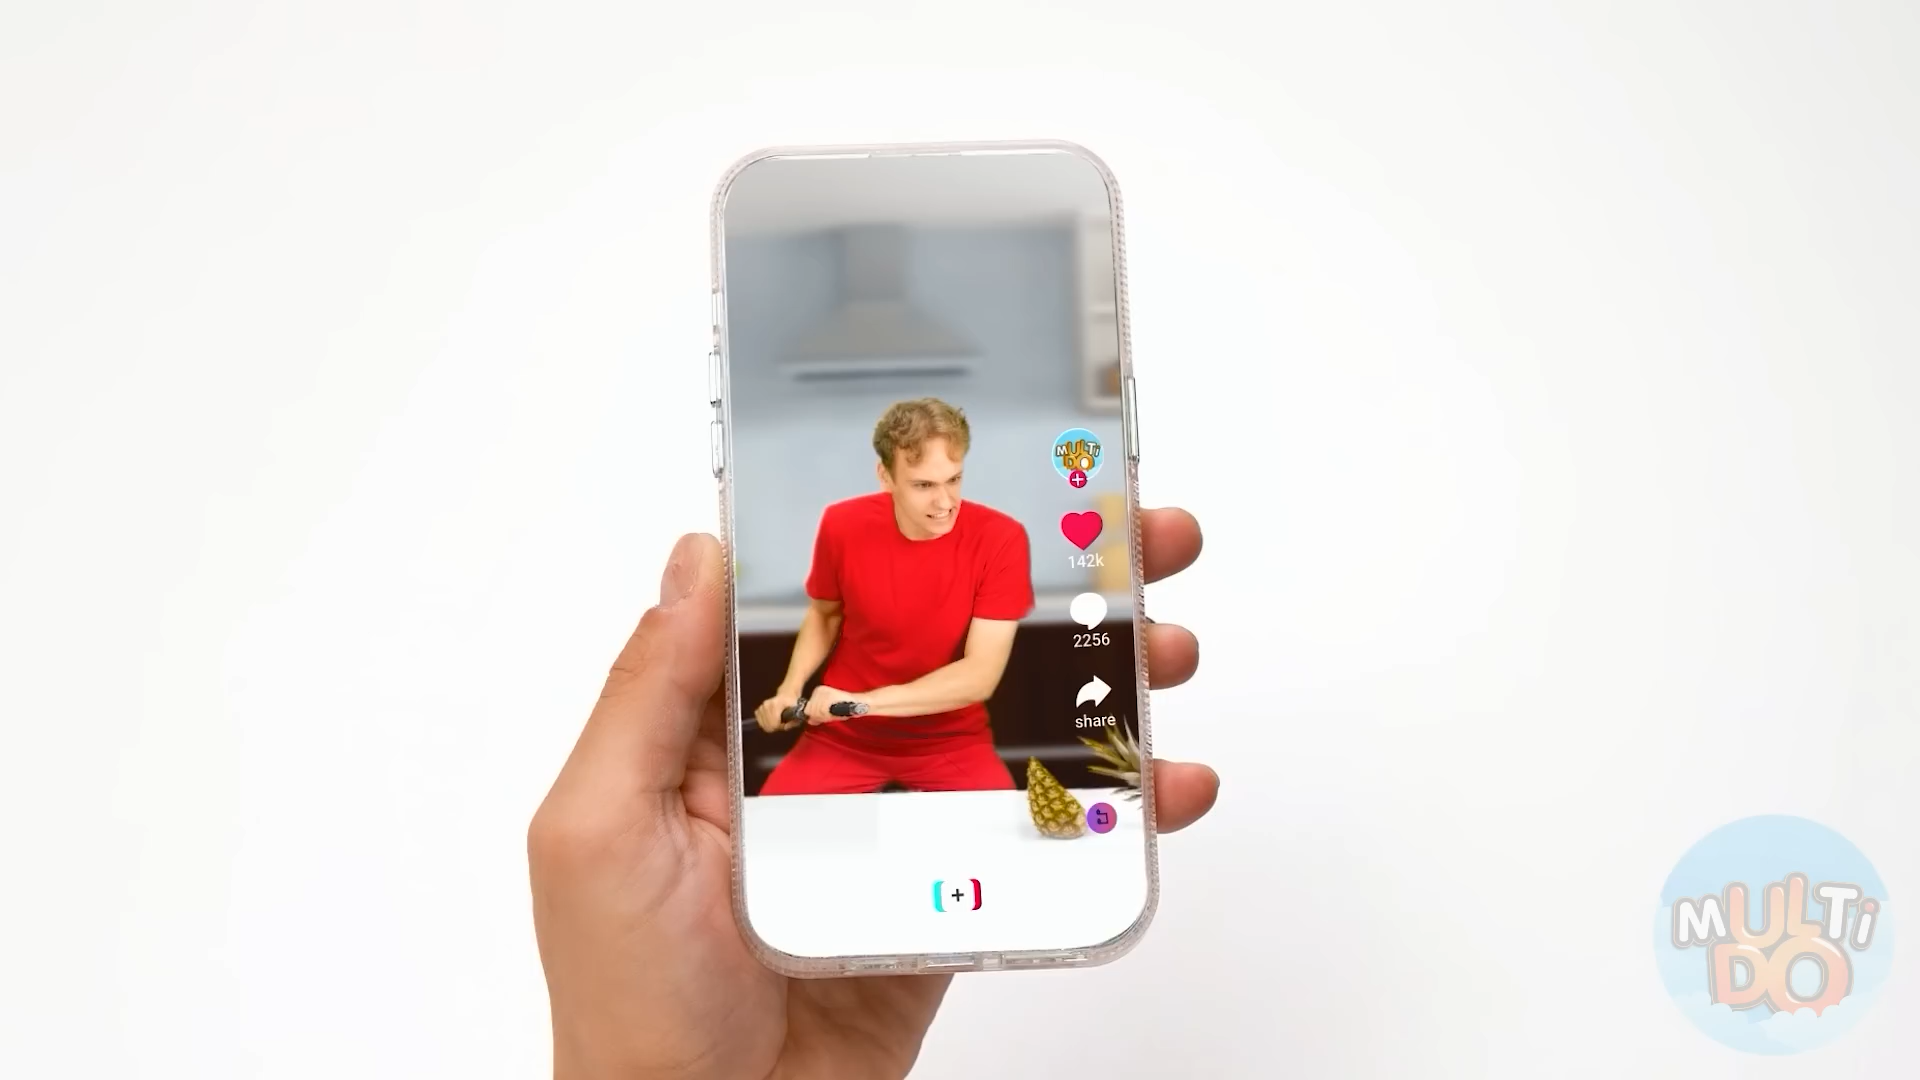 MULTi
DO
142k
2256
share
MULTi
DO